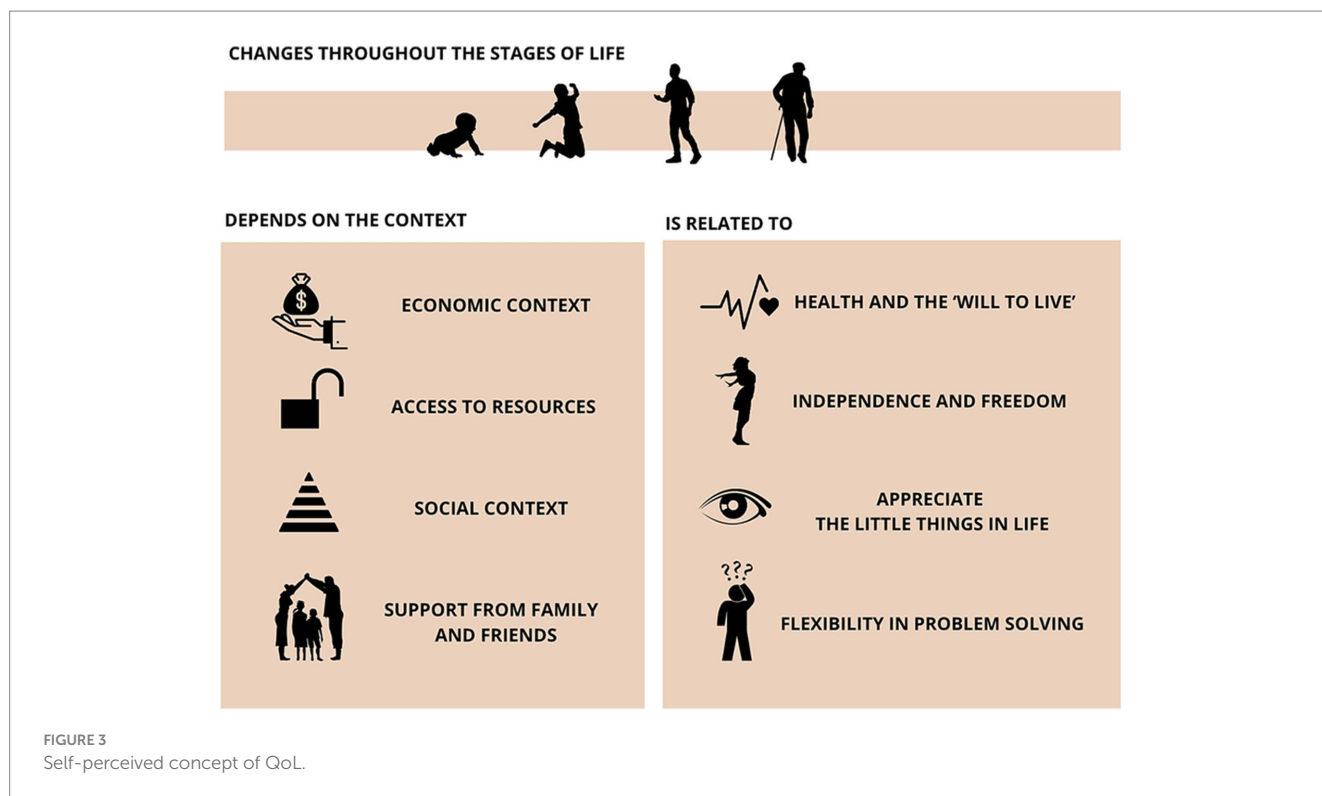 CHANGES THROUGHOUT THE STAGES OF LIFE
DEPENDS ON THE CONTEXT
$
ECONOMIC CONTEXT
ACCESS TO RESOURCES
SOCIAL CONTEXT
SUPPORT FROM FAMILY
AND FRIENDS
IS RELATED TO
HEALTH AND THE ‘WILL TO LIVE’
INDEPENDENCE AND FREEDOM
APPRECIATE
THE LITTLE THINGS IN LIFE
???
FLEXIBILITY IN PROBLEM SOLVING
FIGURE 3
Self-perceived concept of QoL.